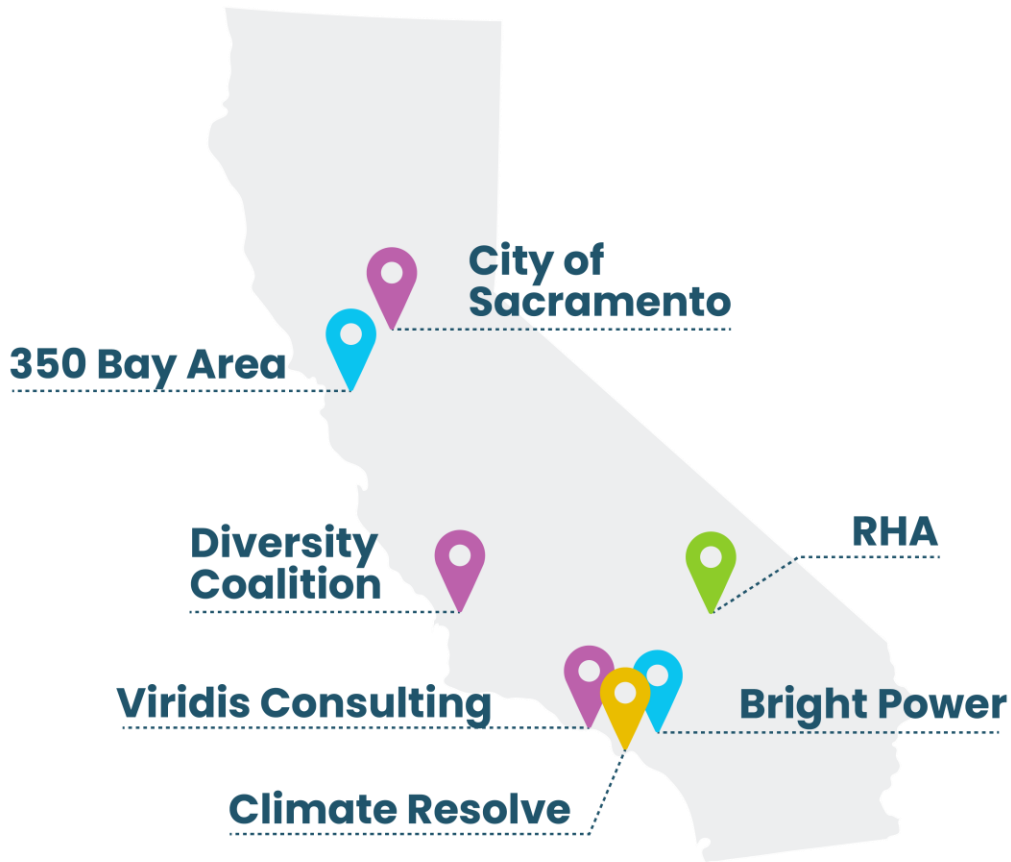 City of
Sacramento
350 Bay Area
RHA
Diversity
Coalition
Viridis Consulting
Bright Power
Climate Resolve